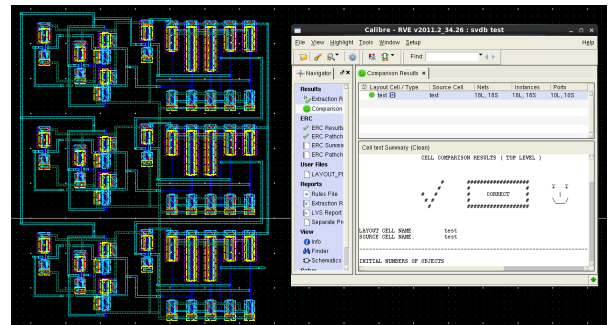 Calibre - RVE v2011.2_34.26 : svdb test
File View Highlight Tools Window Setup Help
Find:
Navigator
Comparison Results
Results
Extraction R
Comparison
ERC
ERC Results
ERC Pathch
ERC Summa
ERC Pathch
User Files
LAYOUT_PI
Reports
Rules File
Extraction R
LVS Report
Separate Pr
View
Info
Finder
Schematics
Layout Cell / Type Source Cell Nets Instances Ports
test test 18L, 18S 18L, 18S 10L, 10S
Cell test Summary (Clean)
CELL COMPARISON RESULTS ( TOP LEVEL )
# ###################
# # #
# # # CORRECT #
# # # #
# ###################
LAYOUT CELL NAME: test
SOURCE CELL NAME: test
INITIAL NUMBERS OF OBJECTS